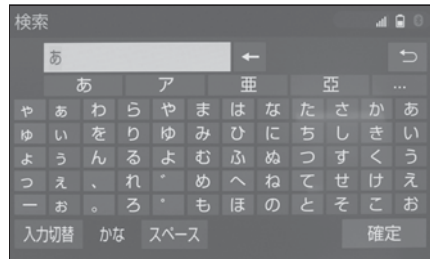 検索
あ ←
あ ア 亜 亞 …
ゃ ぁ わ ら や ま は な た さ か あ
ゅ ぃ を り ゆ み ひ に ち し き い
ょ ぅ ん る よ む ふ ぬ つ す く う
っ ぇ 、 れ ゛ め へ ね て せ け え
ー ぉ 。 ろ ゜ も ほ の と そ こ お
入力切替 かな スペース 確定